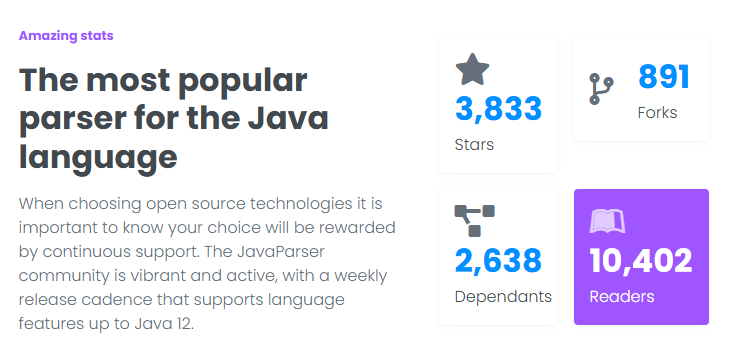 Amazing stats
The most popular
parser for the Java
language
When choosing open source technologies it is
important to know your choice will be rewarded
by continuous support. The JavaParser
community is vibrant and active, with a weekly
release cadence that supports language
features up to Java 12.
3,833
Stars
891
Forks
2,638
Dependants
10,402
Readers